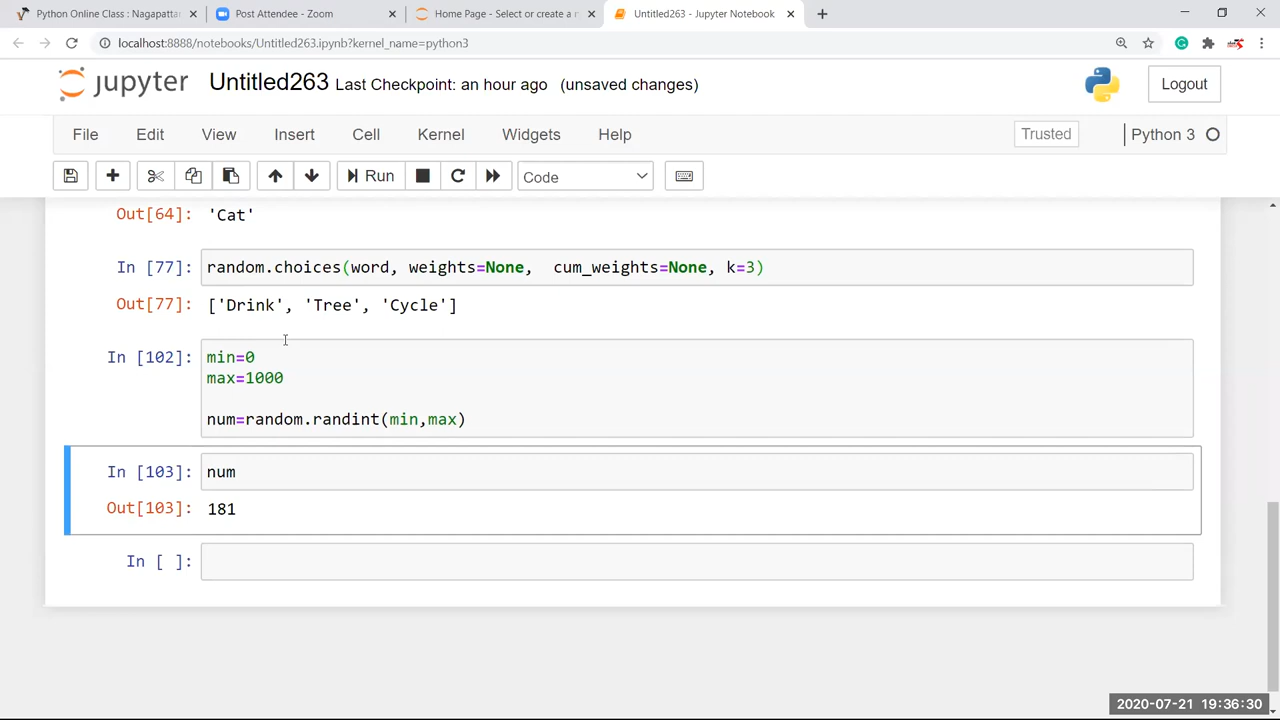 Python Online Class : Nagapattar
Post Attendee - Zoom
Home Page - Select or create a n
Untitled263 - Jupyter Notebook
localhost:8888/notebooks/Untitled263.ipynb?kernel_name=python3
jupyter Untitled263 Last Checkpoint: an hour ago (unsaved changes) Logout
File Edit View Insert Cell Kernel Widgets Help Trusted Python 3
Run Code
Out[64]: 'Cat'
In [77]: random.choices(word, weights=None,  cum_weights=None, k=3)
Out[77]: ['Drink', 'Tree', 'Cycle']
In [102]: min=0
max=1000
num=random.randint(min,max)
In [103]: num
Out[103]: 181
In [ ]:
2020-07-21 19:36:30